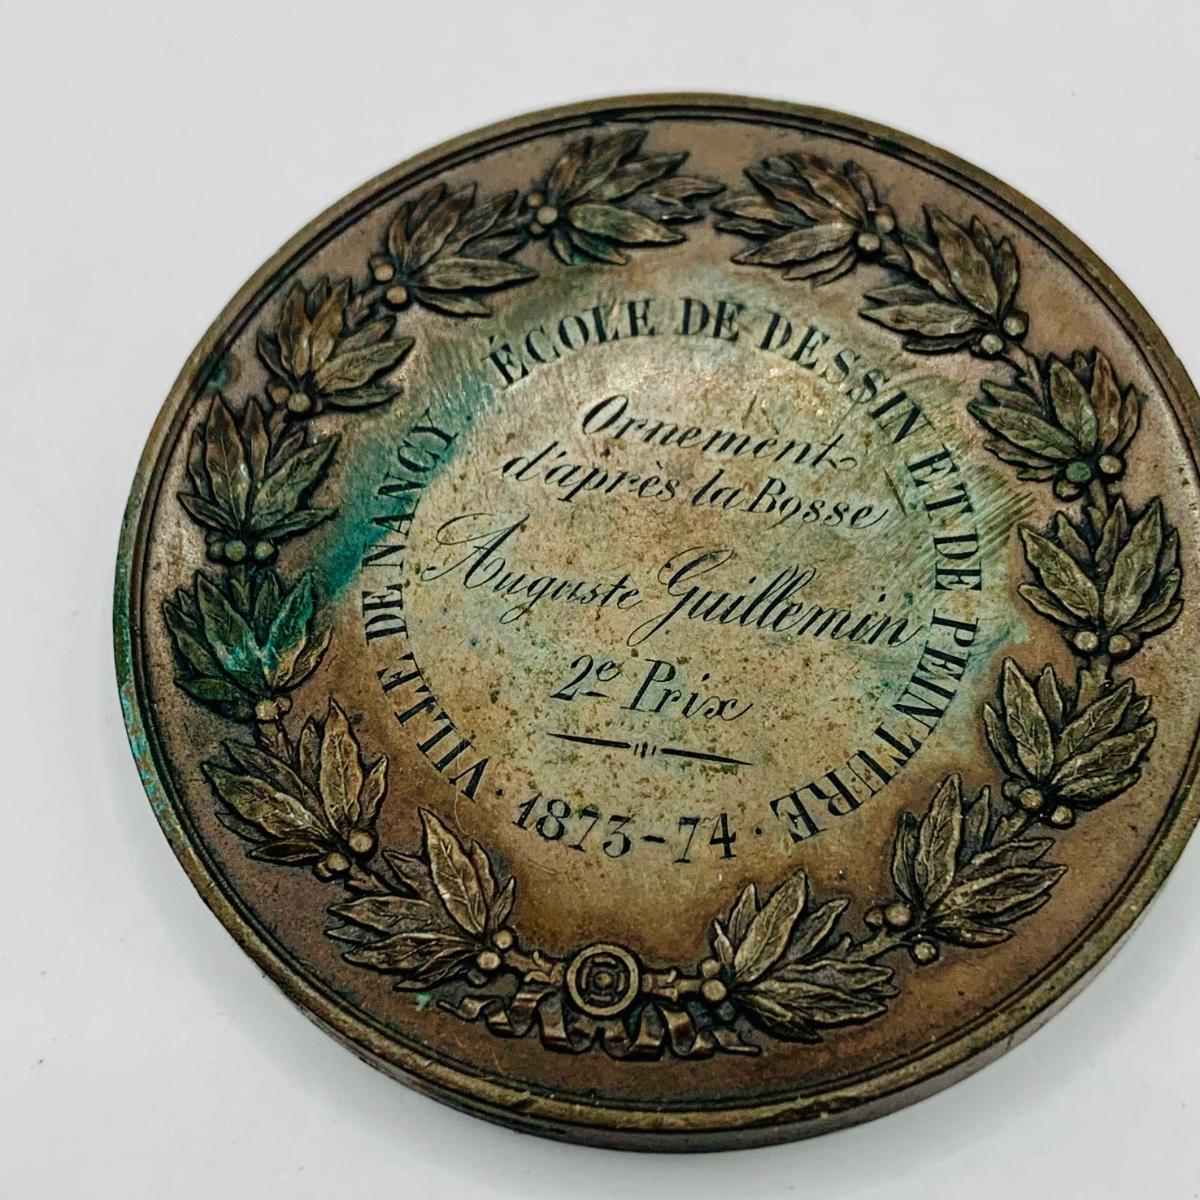 VILLE DE NANCY. ÉCOLE DE DESSIN ET DE PEINTURE
Ornement
d'après la Bosse
Auguste Guillemin
2e Prix
· 1873-74 ·